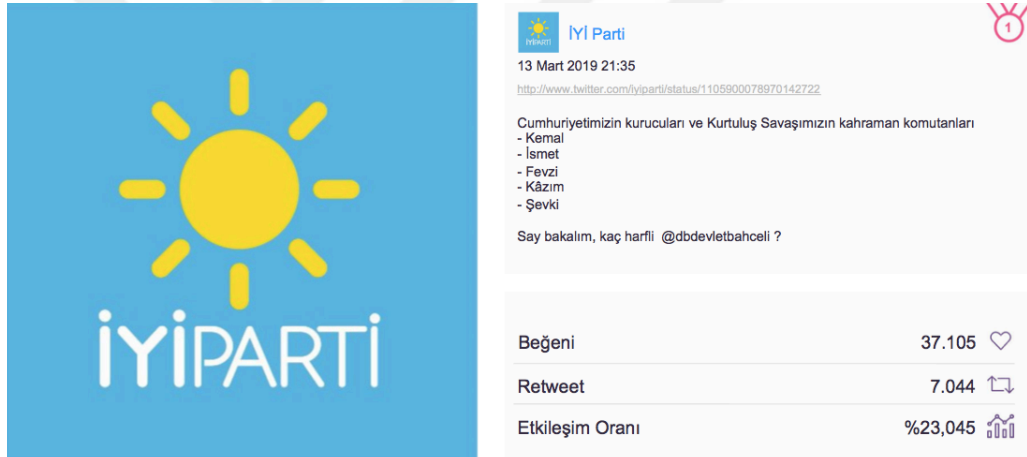 İYİPARTİ
İYİPARTİ
İYİ Parti
1
13 Mart 2019 21:35
http://www.twitter.com/iyiparti/status/1105900078970142722
Cumhuriyetimizin kurucuları ve Kurtuluş Savaşımızın kahraman komutanları
- Kemal
- İsmet
- Fevzi
- Kâzım
- Şevki
Say bakalım, kaç harfli  @dbdevletbahceli ?
Beğeni 37.105
Retweet 7.044
Etkileşim Oranı %23,045